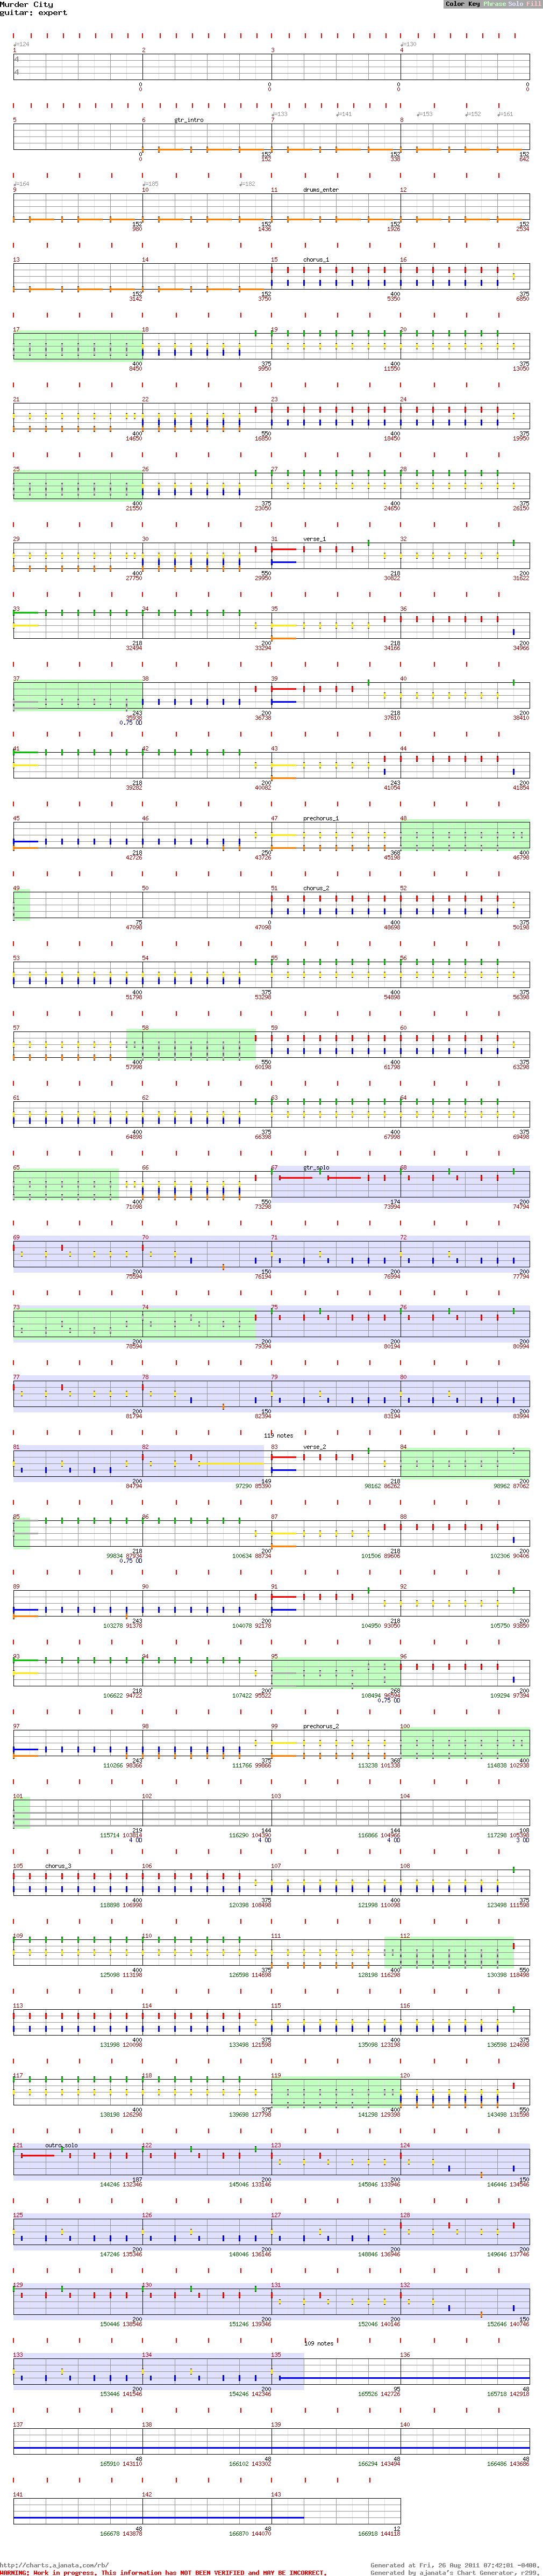 Murder City
guitar: expert
Color Key Phrase Solo Fill
♩=124 ♩=130
1 2 3 4
0 0 0 0
0 0 0 0
♩=133 ♩=141 ♩=153 ♩=152 ♩=161
5 6 gtr_intro 7 8
0 152 152 152
0 152 338 642
♩=164 ♩=185 ♩=182
9 10 11 drums_enter 12
152 152 152 152
980 1436 1926 2534
13 14 15 chorus_1 16
152 152 400 375
3142 3750 5350 6850
17 18 19 20
400 375 400 375
8450 9950 11550 13050
21 22 23 24
400 550 400 375
14650 16850 18450 19950
25 26 27 28
400 375 400 375
21550 23050 24650 26150
29 30 31 verse_1 32
400 550 218 200
27750 29950 30822 31622
33 34 35 36
218 200 218 200
32494 33294 34166 34966
37 38 39 40
243 200 218 200
35938 36738 37610 38410
0.75 OD
41 42 43 44
218 200 243 200
39282 40082 41054 41854
45 46 47 prechorus_1 48
218 250 368 400
42726 43726 45198 46798
49 50 51 chorus_2 52
75 0 400 375
47098 47098 48698 50198
53 54 55 56
400 375 400 375
51798 53298 54898 56398
57 58 59 60
400 550 400 375
57998 60198 61798 63298
61 62 63 64
400 375 400 375
64898 66398 67998 69498
65 66 67 gtr_solo 68
400 550 174 200
71098 73298 73994 74794
69 70 71 72
200 150 200 200
75594 76194 76994 77794
73 74 75 76
200 200 200 200
78594 79394 80194 80994
77 78 79 80
200 150 200 200
81794 82394 83194 83994
119 notes
81 82 83 verse_2 84
200 149 218 200
84794 97290 85390 98162 86262 98962 87062
85 86 87 88
218 200 218 200
99834 87934 100634 88734 101506 89606 102306 90406
0.75 OD
89 90 91 92
243 200 218 200
103278 91378 104078 92178 104950 93050 105750 93850
93 94 95 96
218 200 268 200
106622 94722 107422 95522 108494 96594 109294 97394
0.75 OD
97 98 99 prechorus_2 100
243 375 368 400
110266 98366 111766 99866 113238 101338 114838 102938
101 102 103 104
219 144 144 108
115714 103814 116290 104390 116866 104966 117298 105398
4 OD 4 OD 4 OD 3 OD
105 chorus_3 106 107 108
400 375 400 375
118898 106998 120398 108498 121998 110098 123498 111598
109 110 111 112
400 375 400 550
125098 113198 126598 114698 128198 116298 130398 118498
113 114 115 116
400 375 400 375
131998 120098 133498 121598 135098 123198 136598 124698
117 118 119 120
400 375 400 550
138198 126298 139698 127798 141298 129398 143498 131598
121 outro_solo 122 123 124
187 200 200 150
144246 132346 145046 133146 145846 133946 146446 134546
125 126 127 128
200 200 200 200
147246 135346 148046 136146 148846 136946 149646 137746
129 130 131 132
200 200 200 150
150446 138546 151246 139346 152046 140146 152646 140746
109 notes
133 134 135 136
200 200 95 48
153446 141546 154246 142346 165526 142726 165718 142918
137 138 139 140
48 48 48 48
165910 143110 166102 143302 166294 143494 166486 143686
141 142 143
48 48 12
166678 143878 166870 144070 166918 144118
http://charts.ajanata.com/rb/ Generated at Fri, 26 Aug 2011 07:42:01 -0400,
WARNING: Work in progress. This information has NOT BEEN VERIFIED and MAY BE INCORRECT. Generated by ajanata's Chart Generator, r299,